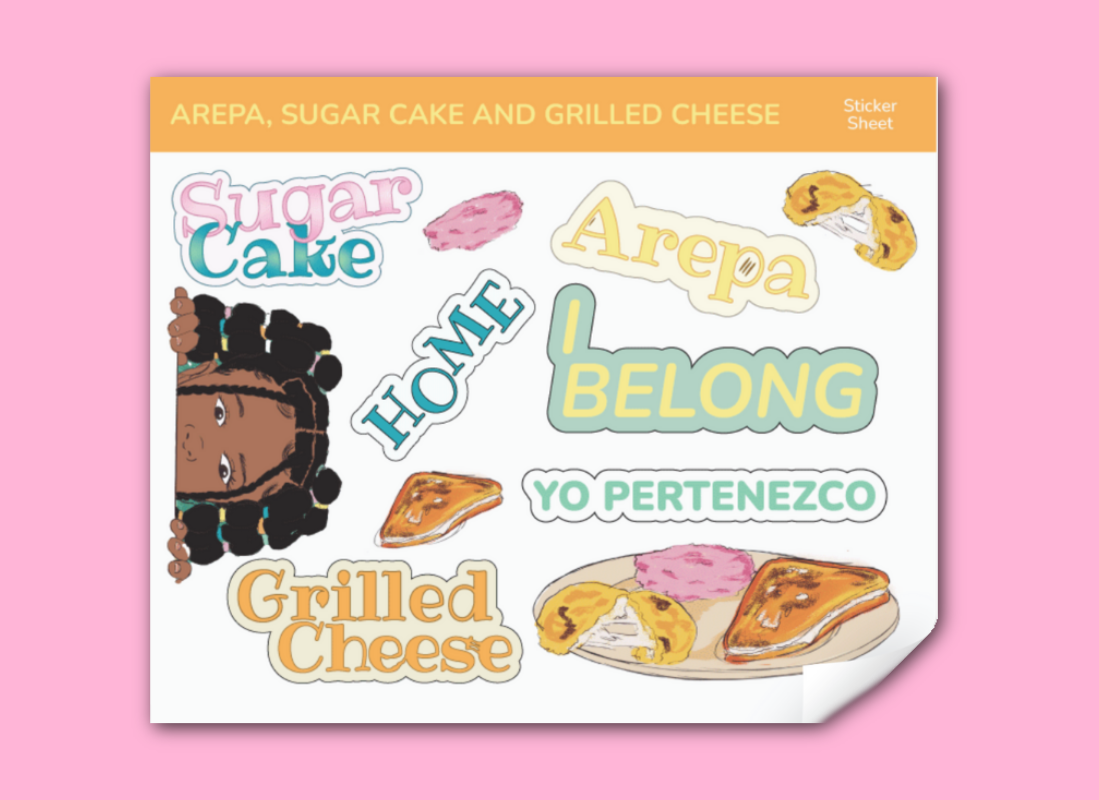 AREPA, SUGAR CAKE AND GRILLED CHEESE
Sticker
Sheet
Sugar
Cake
Arepa
HOME
I
BELONG
YO PERTENEZCO
Grilled
Cheese